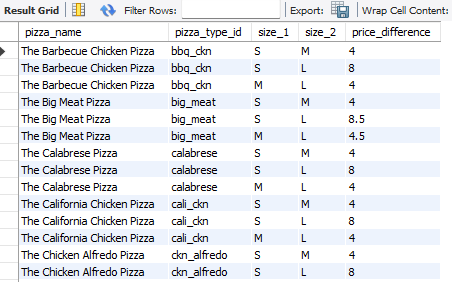 Result Grid Filter Rows: Export: Wrap Cell Content:
pizza_name pizza_type_id size_1 size_2 price_difference
The Barbecue Chicken Pizza bbq_ckn S M 4
The Barbecue Chicken Pizza bbq_ckn S L 8
The Barbecue Chicken Pizza bbq_ckn M L 4
The Big Meat Pizza big_meat S M 4
The Big Meat Pizza big_meat S L 8.5
The Big Meat Pizza big_meat M L 4.5
The Calabrese Pizza calabrese S M 4
The Calabrese Pizza calabrese S L 8
The Calabrese Pizza calabrese M L 4
The California Chicken Pizza cali_ckn S M 4
The California Chicken Pizza cali_ckn S L 8
The California Chicken Pizza cali_ckn M L 4
The Chicken Alfredo Pizza ckn_alfredo S M 4
The Chicken Alfredo Pizza ckn_alfredo S L 8